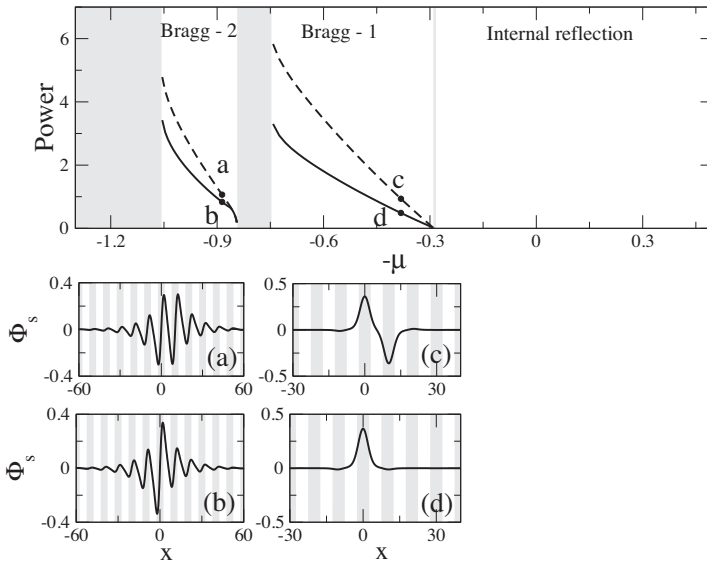 Bragg - 2
Bragg - 1
Internal reflection
Power
6
4
2
0
a
b
c
d
-1.2
-0.9
-0.6
-0.3
0
0.3
-μ
Φs
0.4
0
-0.4
-60
0
60
(a)
0.5
0
-0.5
-30
0
30
(c)
Φs
0.4
0
-0.4
-60
0
60
x
(b)
0.5
0
-0.5
-30
0
30
x
(d)